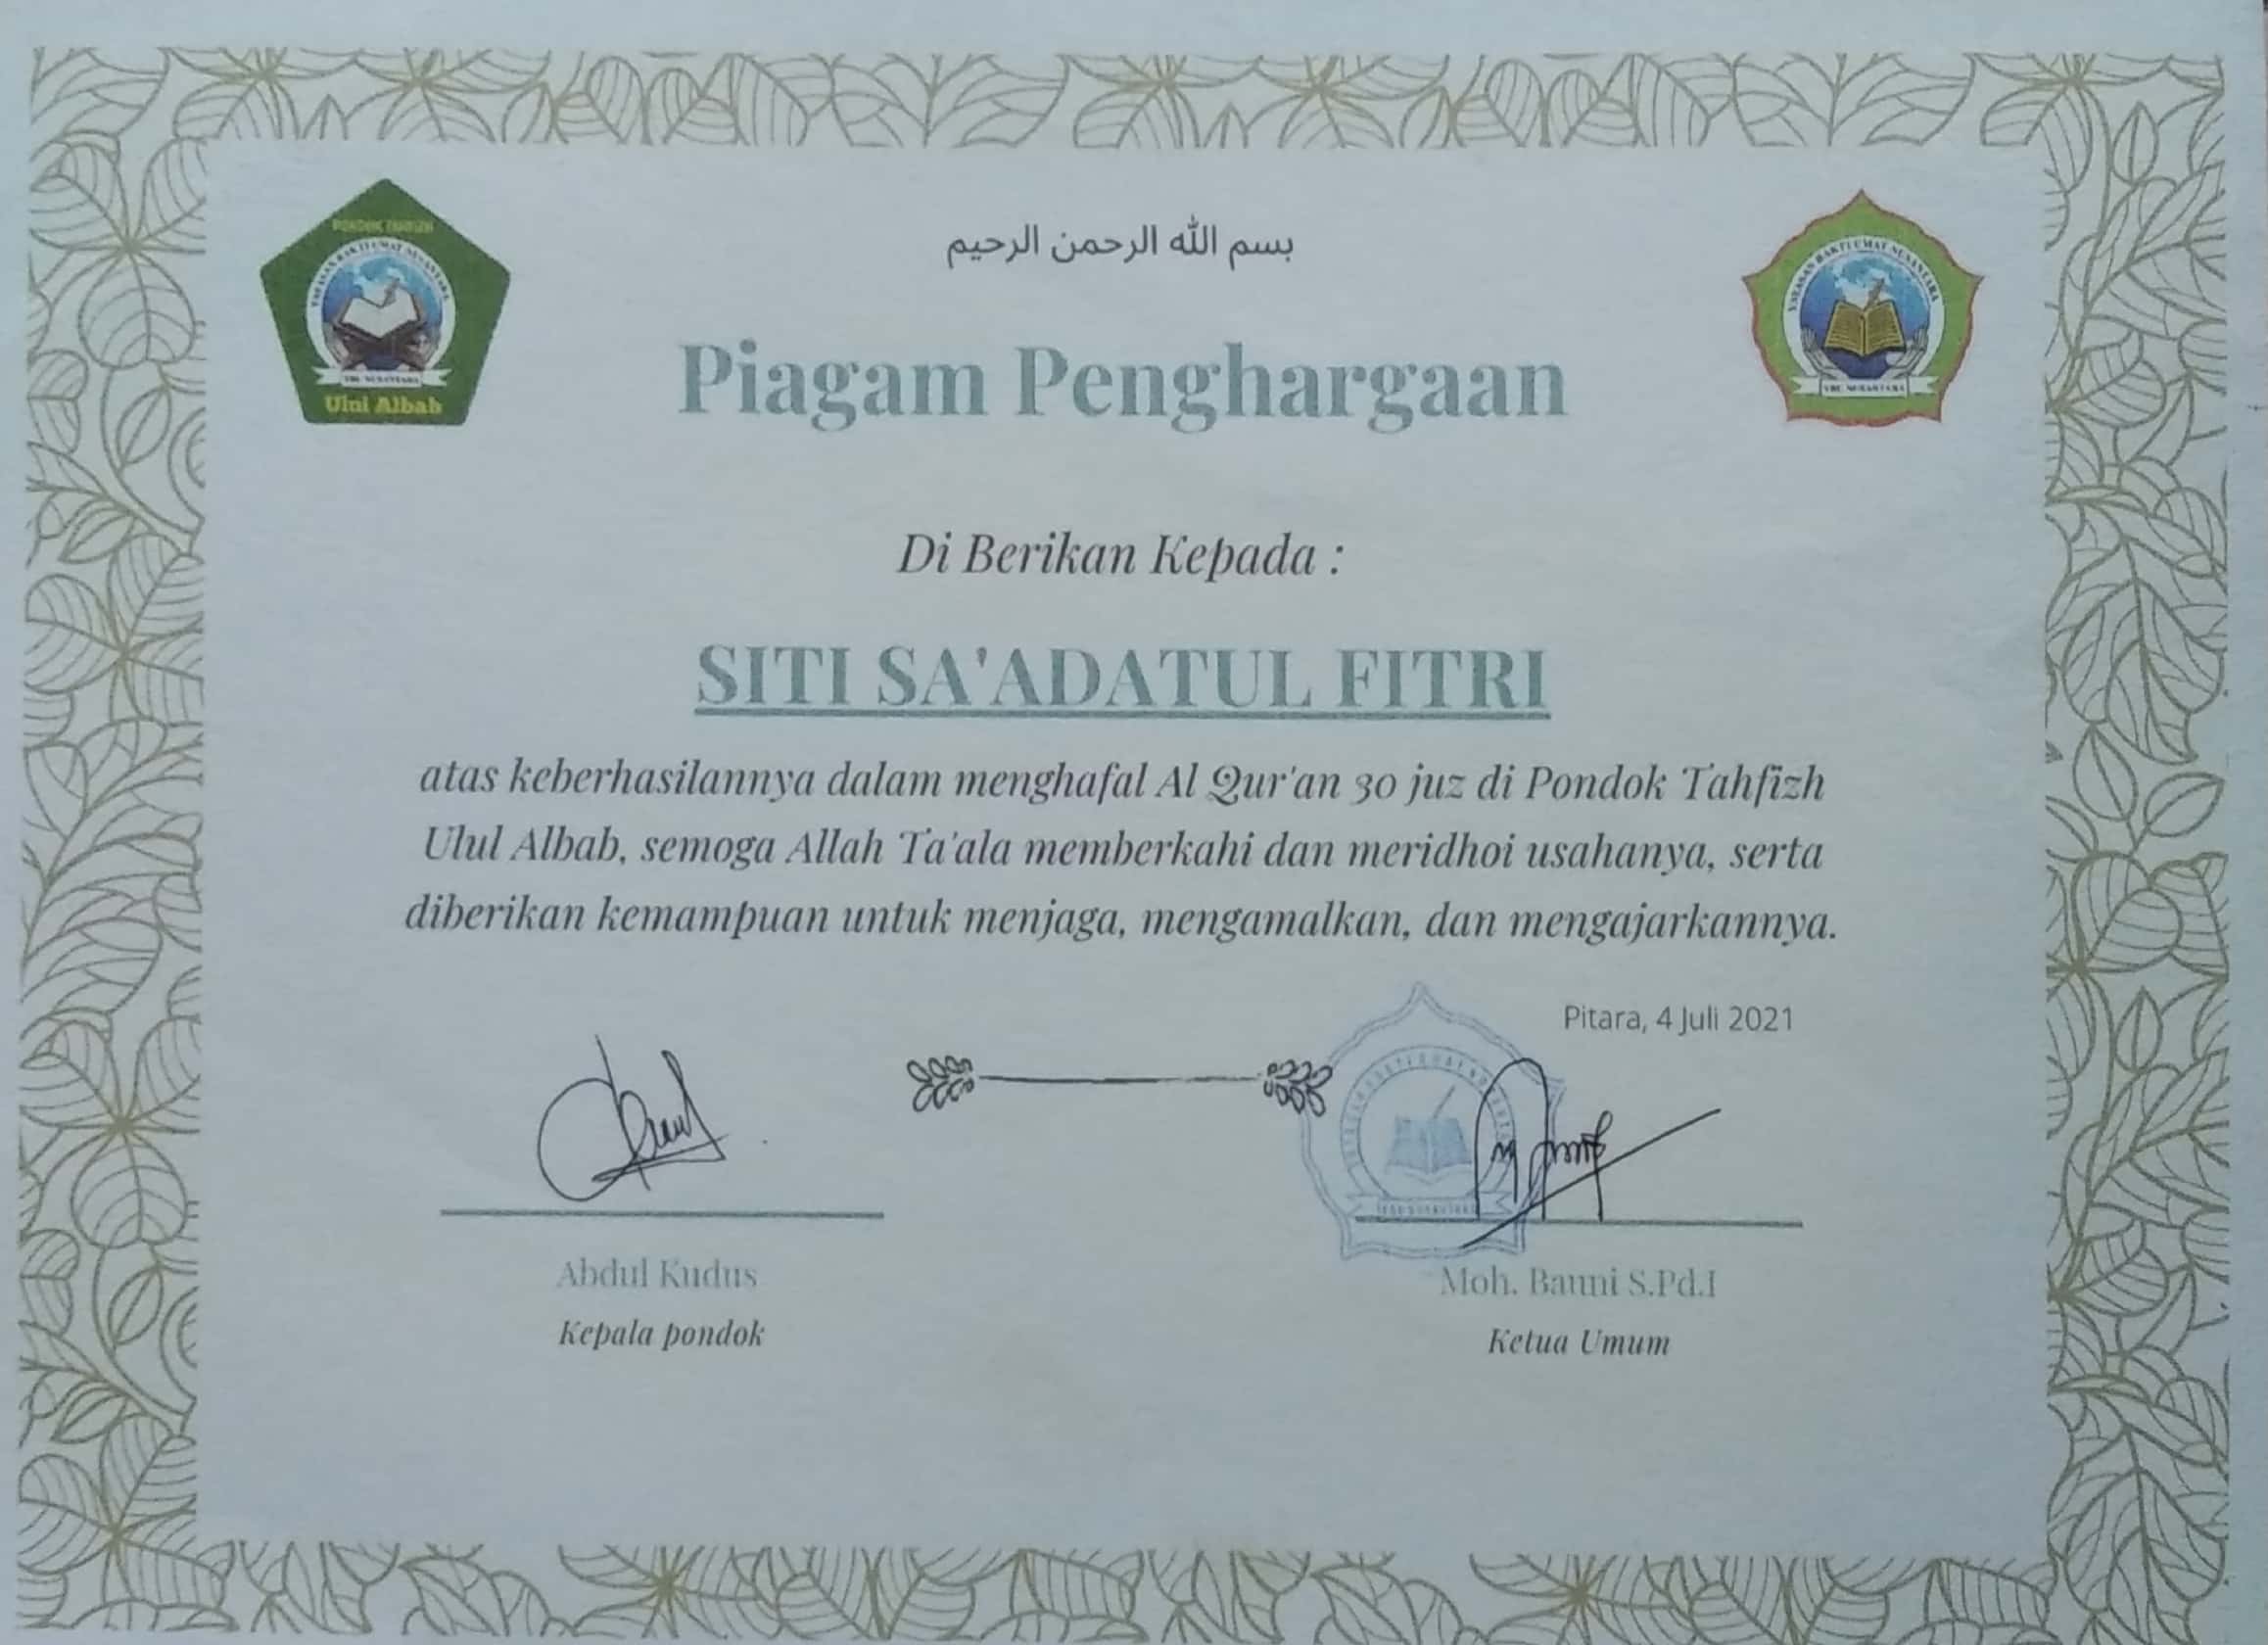 PONDOK TAHFIZH
YAYASAN BAKTI UMAT NUSANTARA
YBU NUSANTARA
Ulul Albab
YAYASAN BAKTI UMAT NUSANTARA
YBU NUSANTARA
بسم الله الرحمن الرحيم
Piagam Penghargaan
Di Berikan Kepada :
SITI SA'ADATUL FITRI
atas keberhasilannya dalam menghafal Al Qur'an 30 juz di Pondok Tahfizh
Ulul Albab, semoga Allah Ta'ala memberkahi dan meridhoi usahanya, serta
diberikan kemampuan untuk menjaga, mengamalkan, dan mengajarkannya.
Pitara, 4 Juli 2021
Abdul Kudus
Kepala pondok
Moh. Bauni S.Pd.I
Ketua Umum